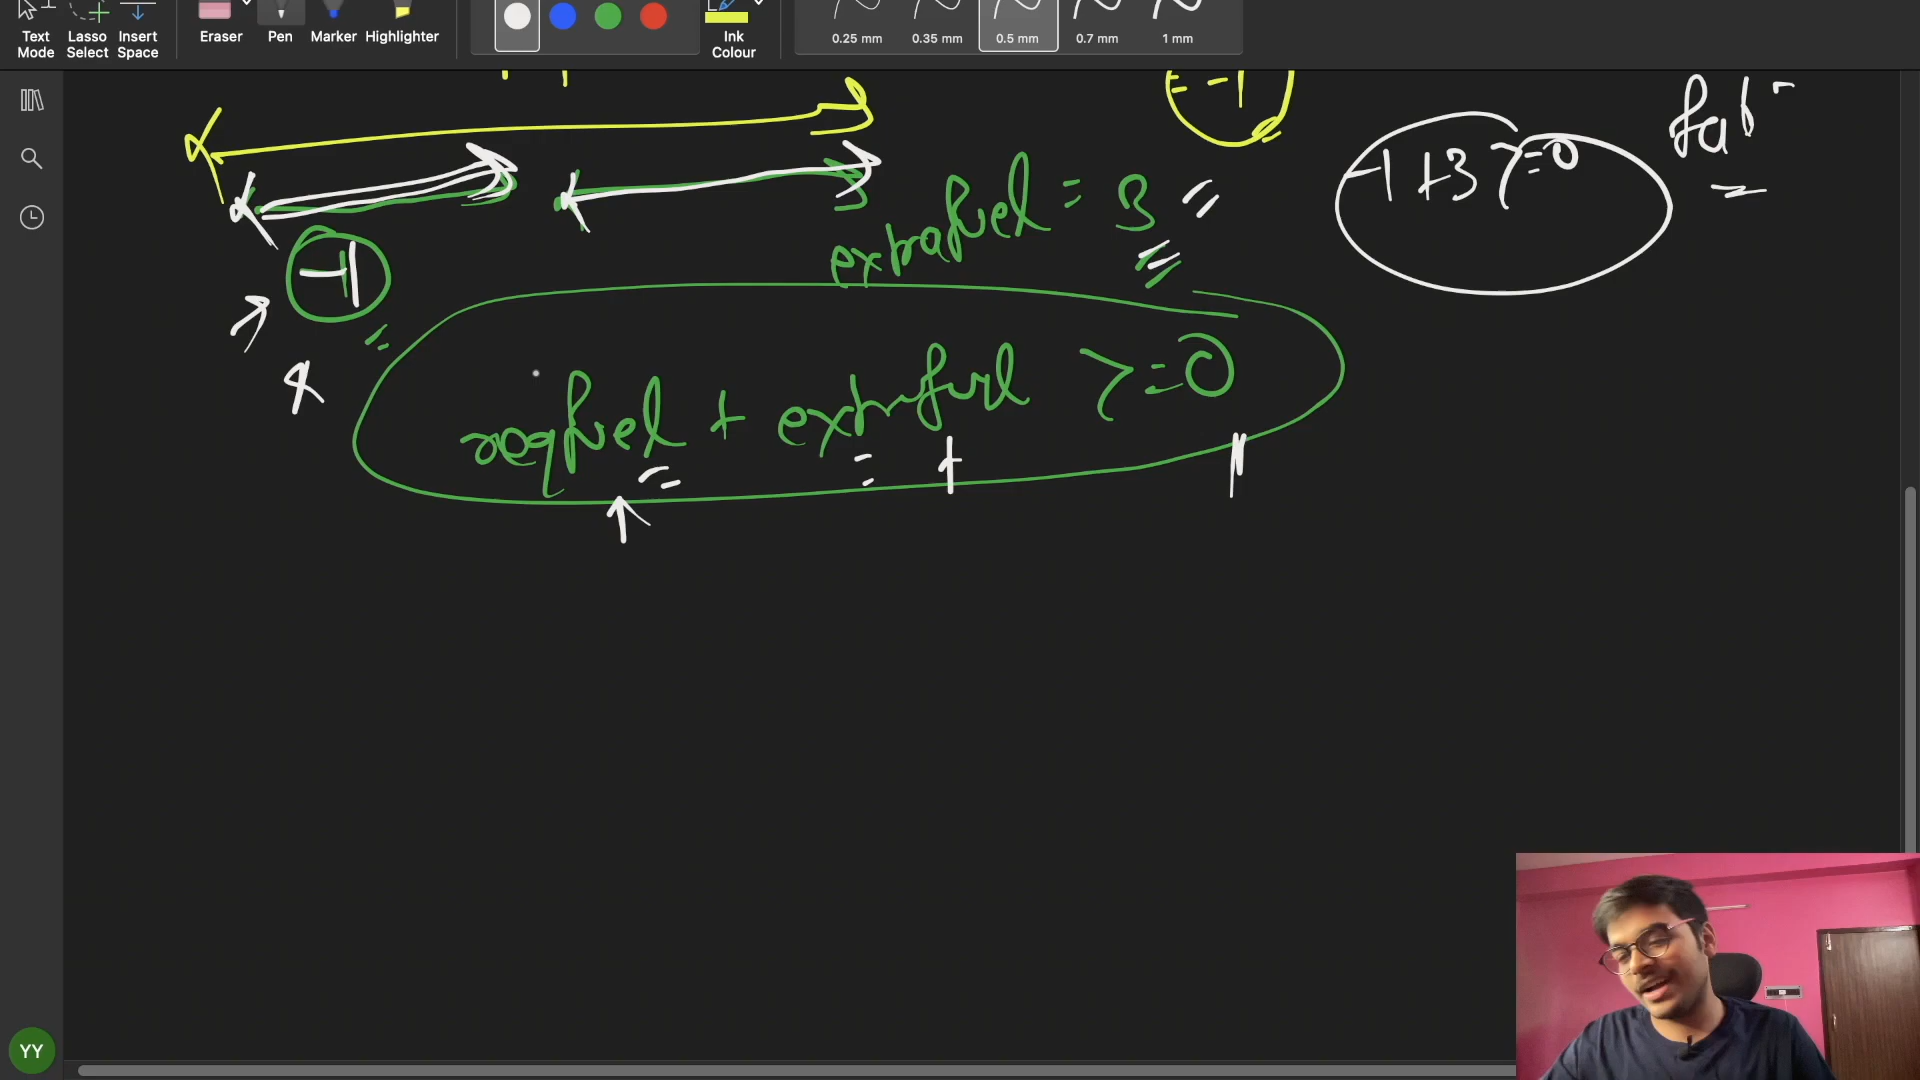 Text Mode
Lasso Select
Insert Space
Eraser
Pen
Marker
Highlighter
Ink Colour
0.25 mm
0.35 mm
0.5 mm
0.7 mm
1 mm
= -1
-1 +3 >=0
extrafuel = 3
-1
reqfuel + extrafuel >=0
YY